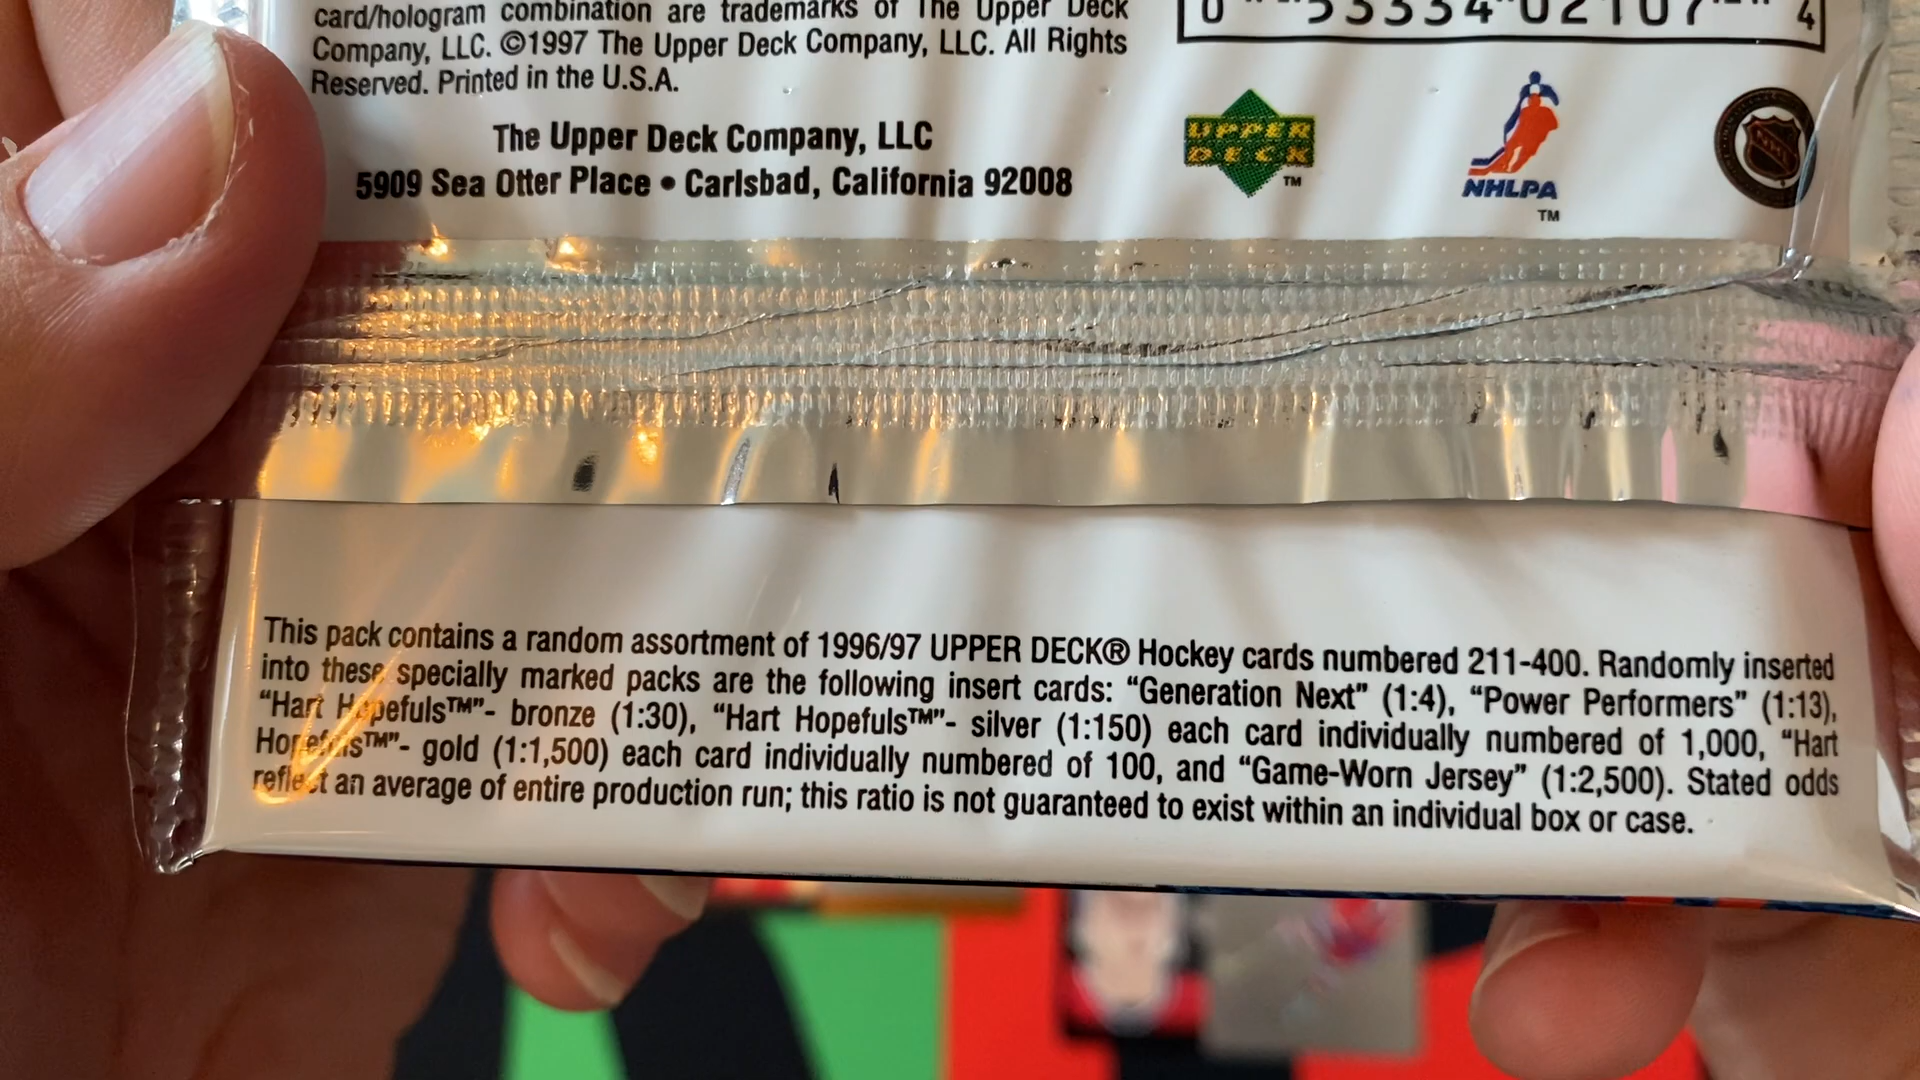 card/hologram combination are trademarks of The Upper Deck
Company, LLC. ©1997 The Upper Deck Company, LLC. All Rights
Reserved. Printed in the U.S.A.
The Upper Deck Company, LLC
5909 Sea Otter Place • Carlsbad, California 92008
0 53334 02107 4
UPPER
DECK
TM
NHLPA
TM
NHL
This pack contains a random assortment of 1996/97 UPPER DECK® Hockey cards numbered 211-400. Randomly inserted
into these specially marked packs are the following insert cards: “Generation Next” (1:4), “Power Performers” (1:13),
“Hart Hopefuls™”- bronze (1:30), “Hart Hopefuls™”- silver (1:150) each card individually numbered of 1,000, “Hart
Hopefuls™”- gold (1:1,500) each card individually numbered of 100, and “Game-Worn Jersey” (1:2,500). Stated odds
reflect an average of entire production run; this ratio is not guaranteed to exist within an individual box or case.